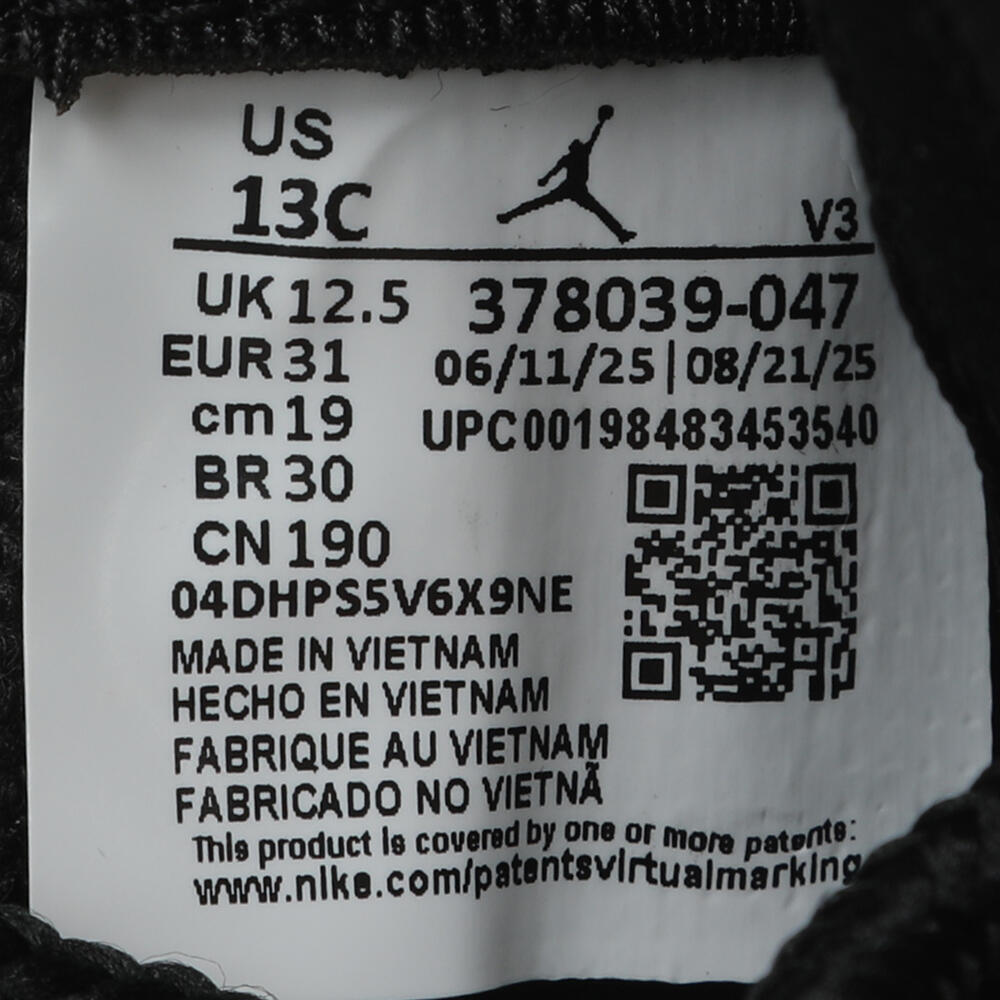 US
13C
V3
UK 12.5
378039-047
EUR 31
06/11/25 | 08/21/25
cm 19
UPC001984834​53540
BR 30
CN 190
04DHPS5V6X9NE
MADE IN VIETNAM
HECHO EN VIETNAM
FABRIQUE AU VIETNAM
FABRICADO NO VIETNÃ
This product is covered by one or more patents:
www.nike.com/patentsvirtualmarking